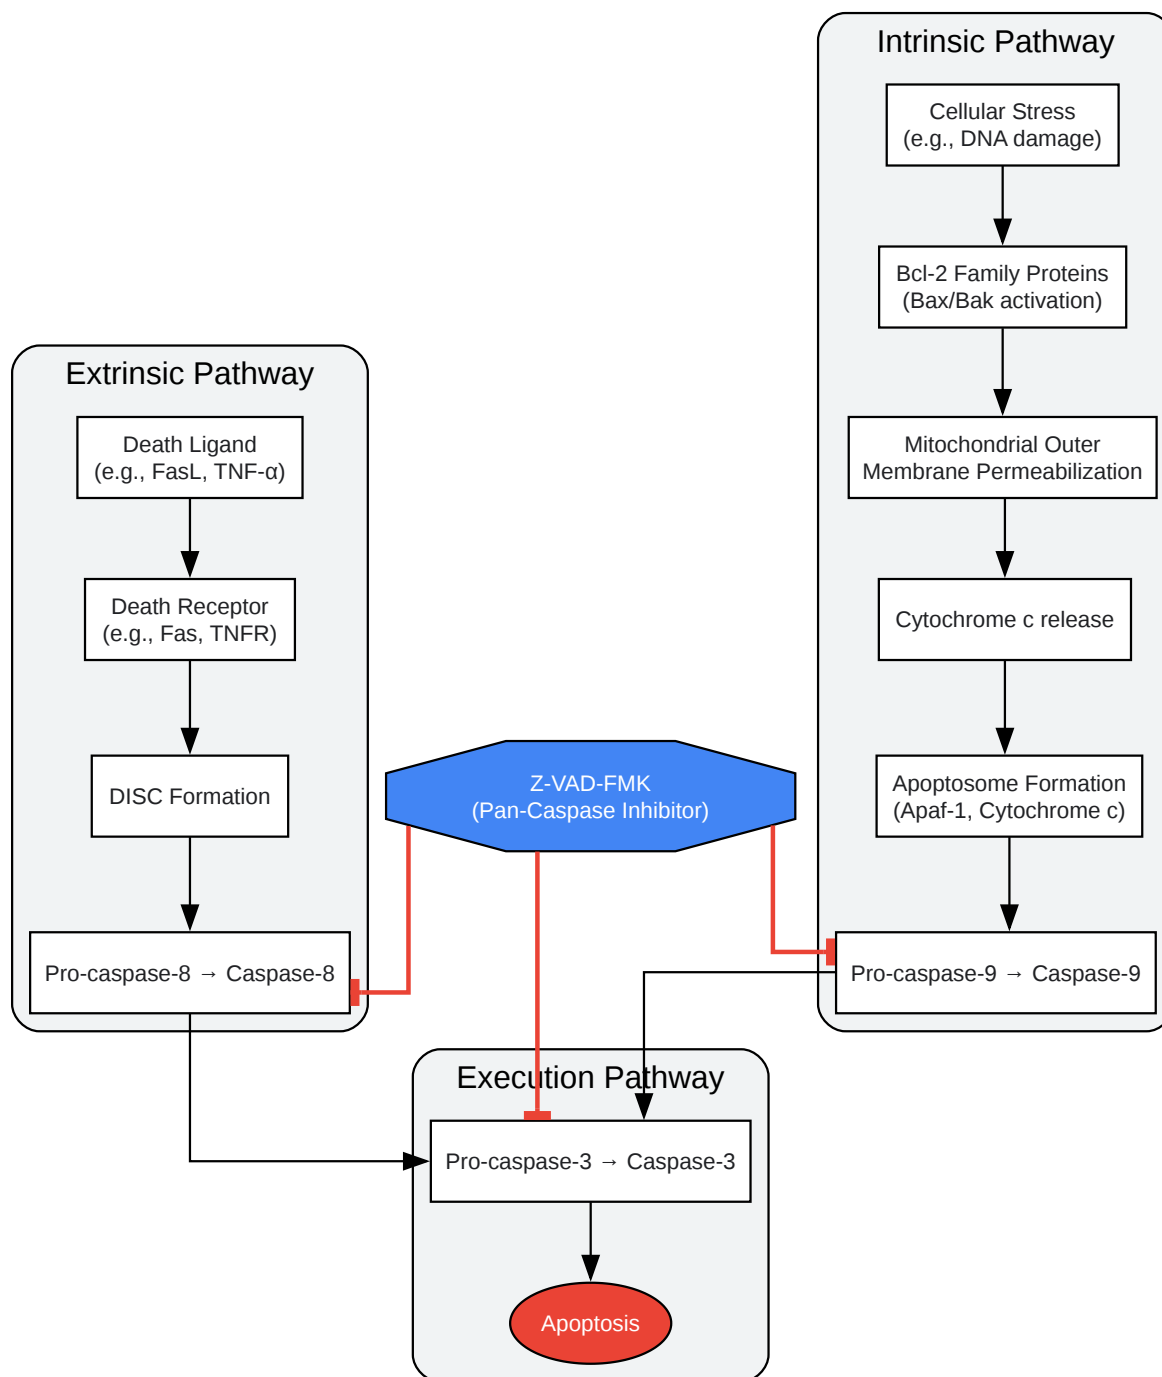 Intrinsic Pathway
Cellular Stress
(e.g., DNA damage)
Bcl-2 Family Proteins
(Bax/Bak activation)
Mitochondrial Outer
Membrane Permeabilization
Cytochrome c release
Apoptosome Formation
(Apaf-1, Cytochrome c)
Pro-caspase-9 → Caspase-9
Extrinsic Pathway
Death Ligand
(e.g., FasL, TNF-α)
Death Receptor
(e.g., Fas, TNFR)
DISC Formation
Pro-caspase-8 → Caspase-8
Z-VAD-FMK
(Pan-Caspase Inhibitor)
Execution Pathway
Pro-caspase-3 → Caspase-3
Apoptosis